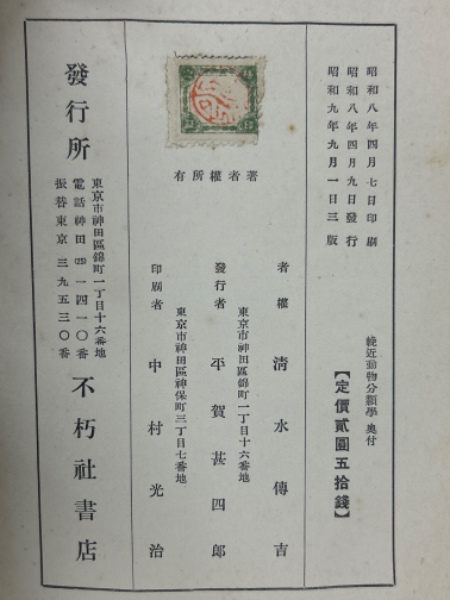 昭和八年四月七日印刷
昭和八年四月九日發行
昭和九年九月一日三版
輓近動物分類學 奥付
【定價貳圓五拾錢】
有所權者著
者權 清水傳吉
東京市神田區錦町一丁目十六番地
發行者 平賀甚四郎
東京市神田區神保町三丁目七番地
印刷者 中村光治
發行所
東京市神田區錦町一丁目十六番地
電話神田(25)一四一〇番
振替東京三九五三〇番
不朽社書店